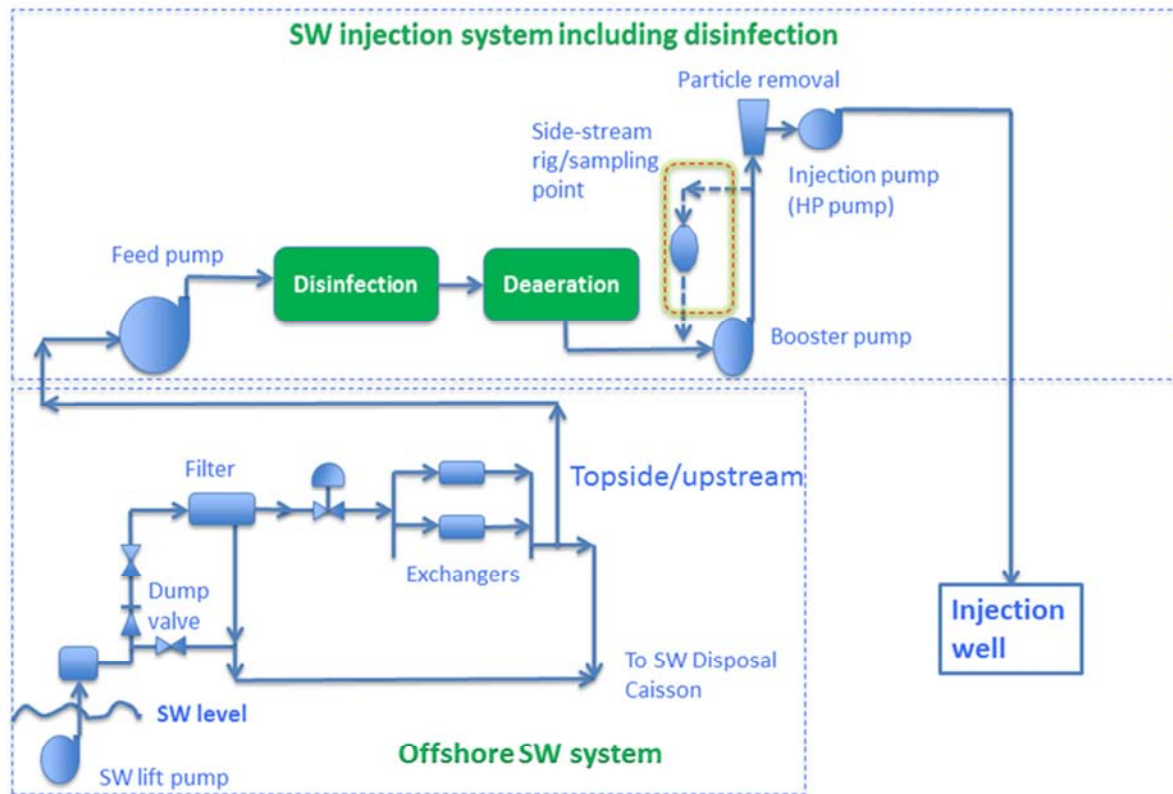 SW injection system including disinfection
Particle removal
Side-stream
rig/sampling
point
Injection pump
(HP pump)
Feed pump
Disinfection
Deaeration
Booster pump
Filter
Topside/upstream
Exchangers
Dump
valve
Injection
well
To SW Disposal
Caisson
SW level
Offshore SW system
SW lift pump